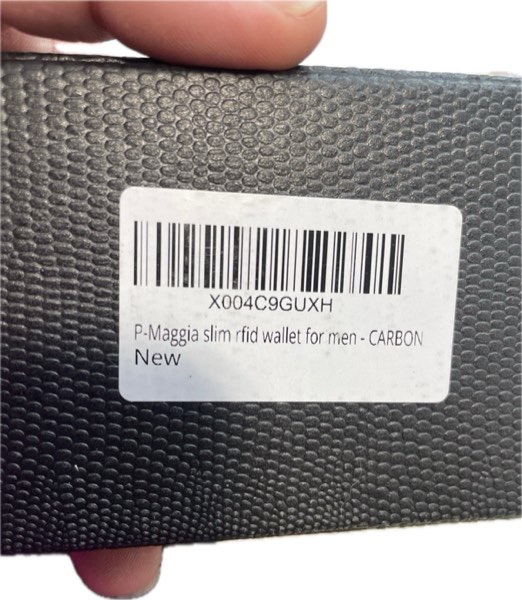 X004C9GUXH
P-Maggia slim rfid wallet for men - CARBON
New